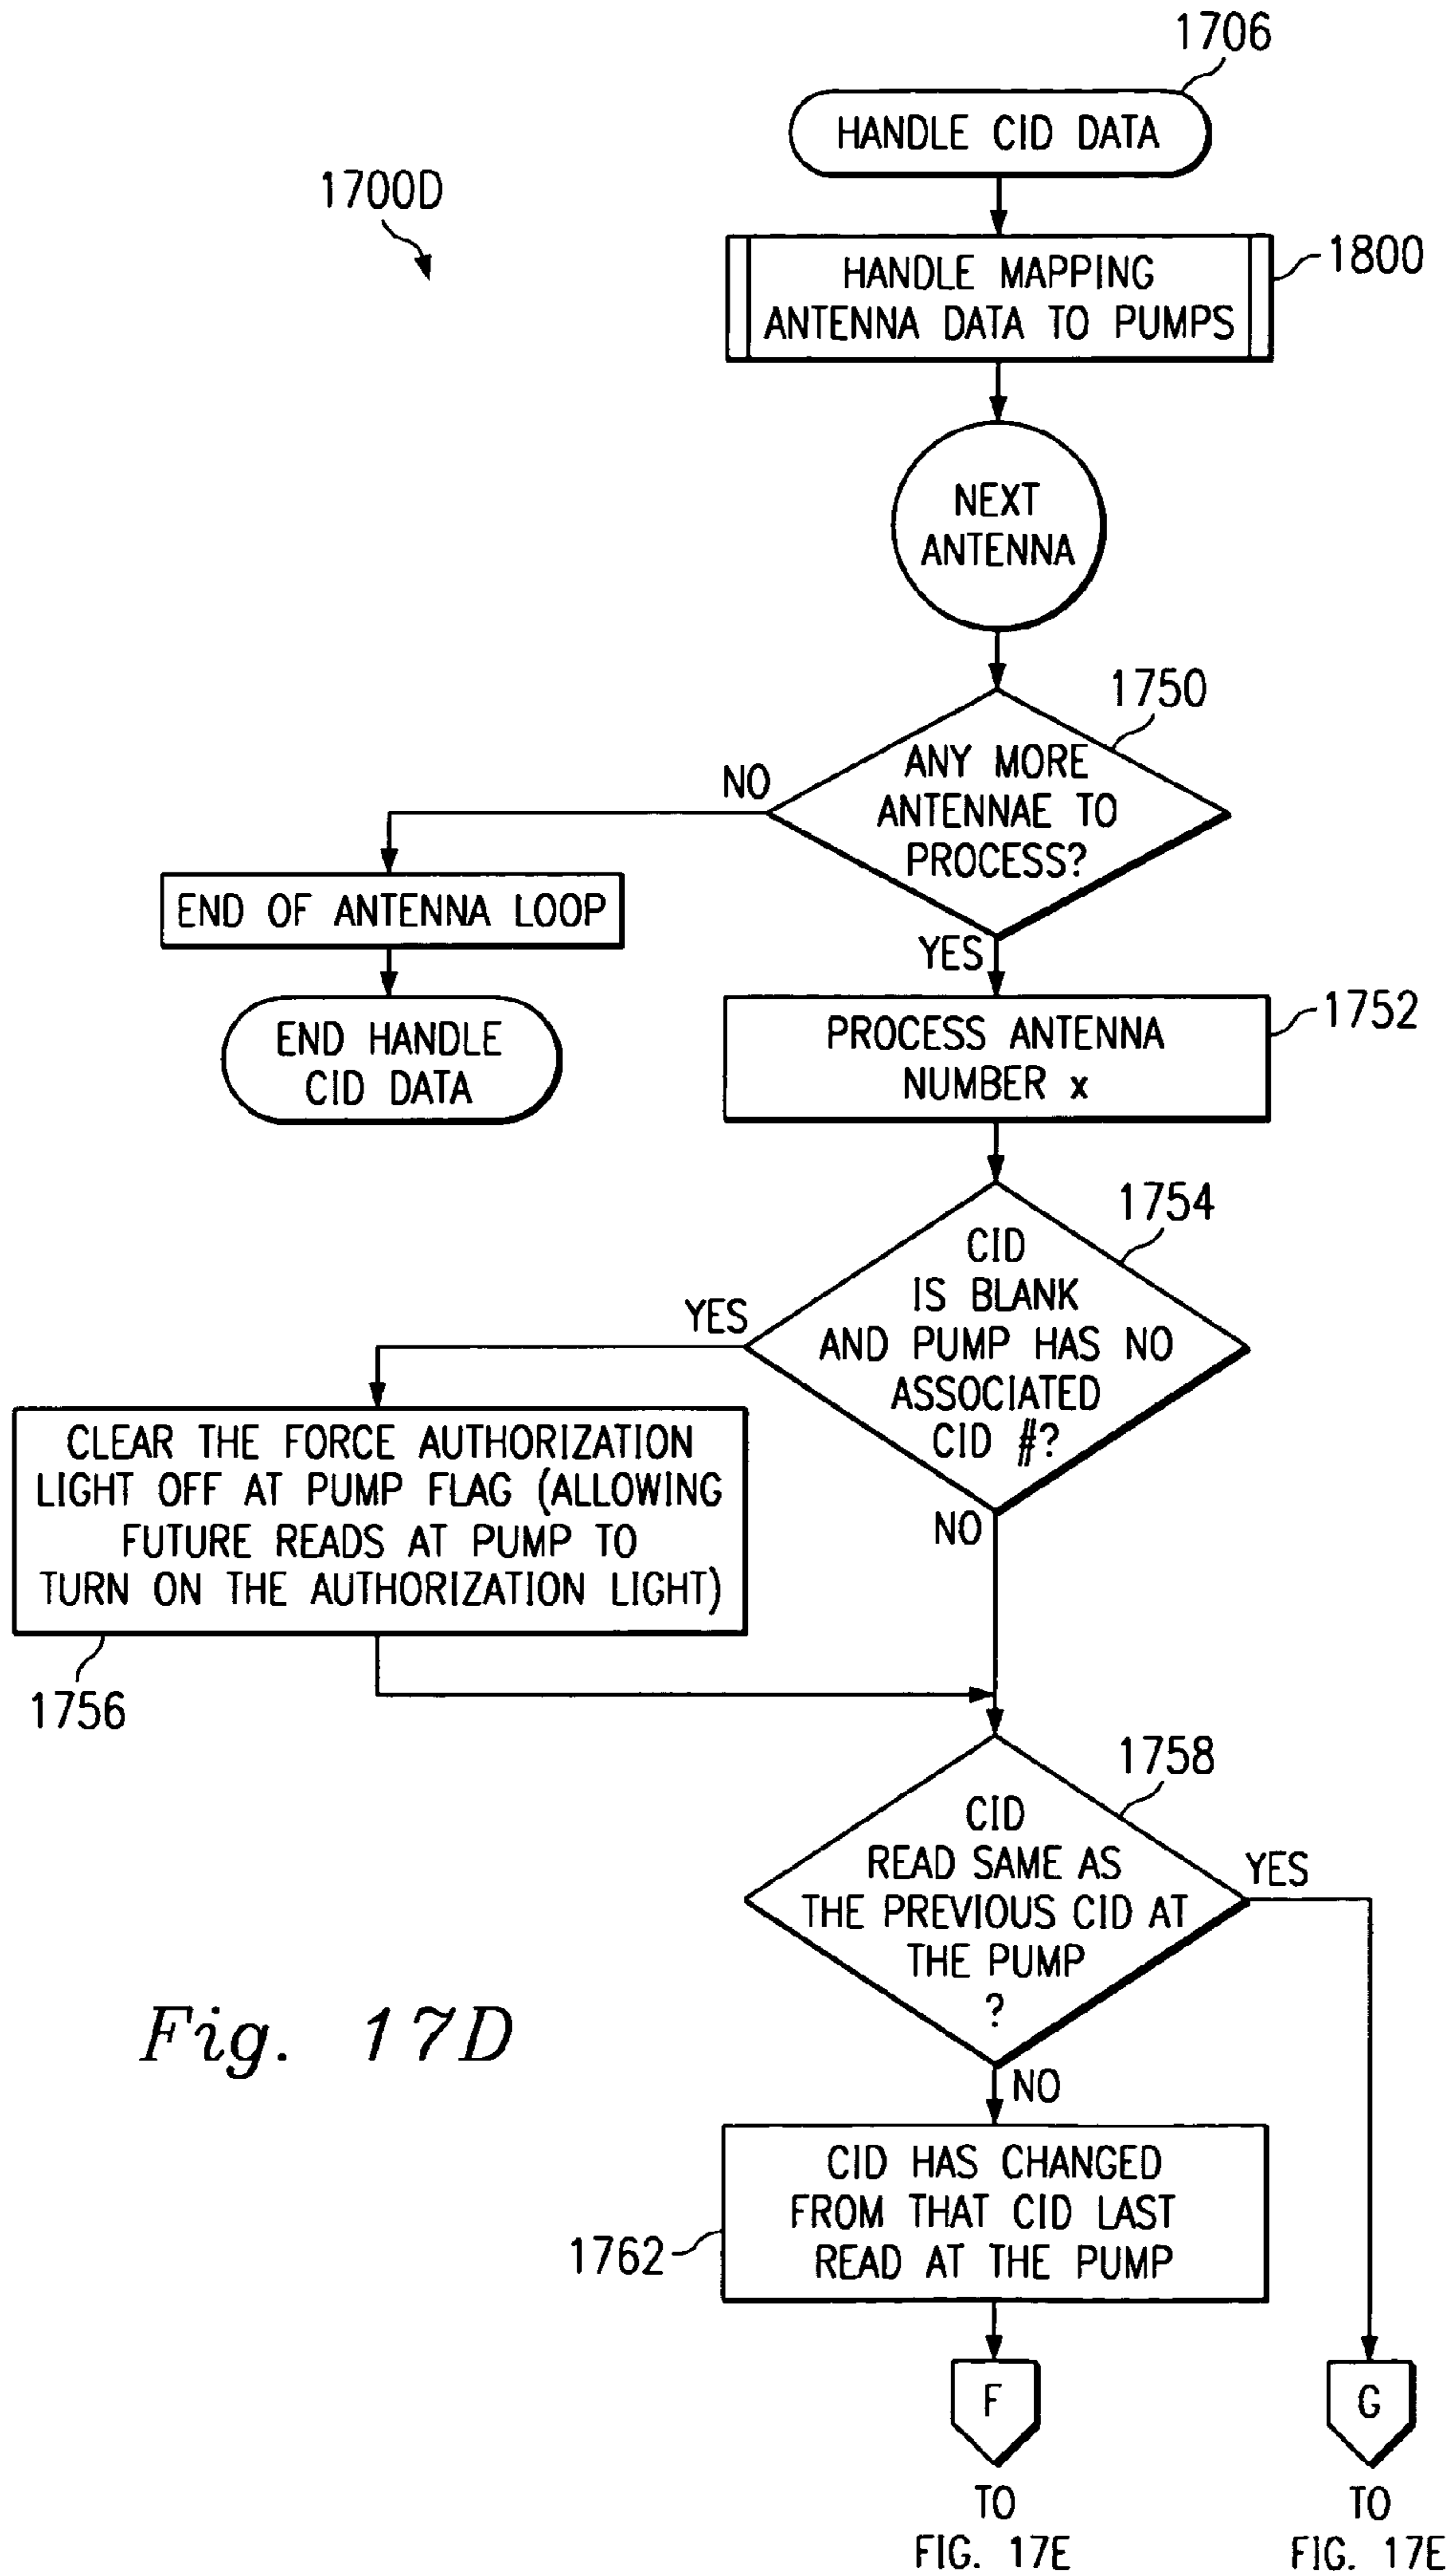 1706
HANDLE CID DATA
1700D
HANDLE MAPPING
ANTENNA DATA TO PUMPS
1800
NEXT
ANTENNA
1750
ANY MORE
ANTENNAE TO
PROCESS?
NO
YES
END OF ANTENNA LOOP
END HANDLE
CID DATA
PROCESS ANTENNA
NUMBER x
1752
1754
CID
IS BLANK
AND PUMP HAS NO
ASSOCIATED
CID #?
YES
NO
CLEAR THE FORCE AUTHORIZATION
LIGHT OFF AT PUMP FLAG (ALLOWING
FUTURE READS AT PUMP TO
TURN ON THE AUTHORIZATION LIGHT)
1756
1758
CID
READ SAME AS
THE PREVIOUS CID AT
THE PUMP
?
YES
NO
Fig. 17D
CID HAS CHANGED
FROM THAT CID LAST
READ AT THE PUMP
1762
F
G
TO
FIG. 17E
TO
FIG. 17E